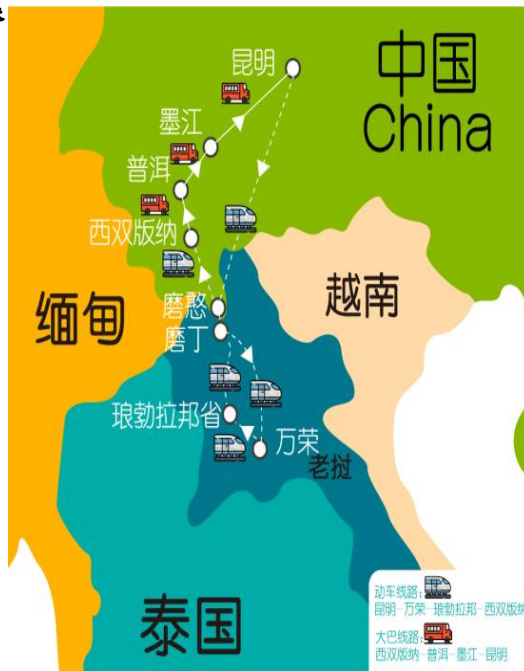 昆明
中国
China
墨江
普洱
西双版纳
缅甸
磨憨
磨丁
越南
琅勃拉邦省
万荣
老挝
泰国
动车线路：
昆明-万荣-琅勃拉邦-西双版纳
大巴线路：
西双版纳-普洱-墨江-昆明